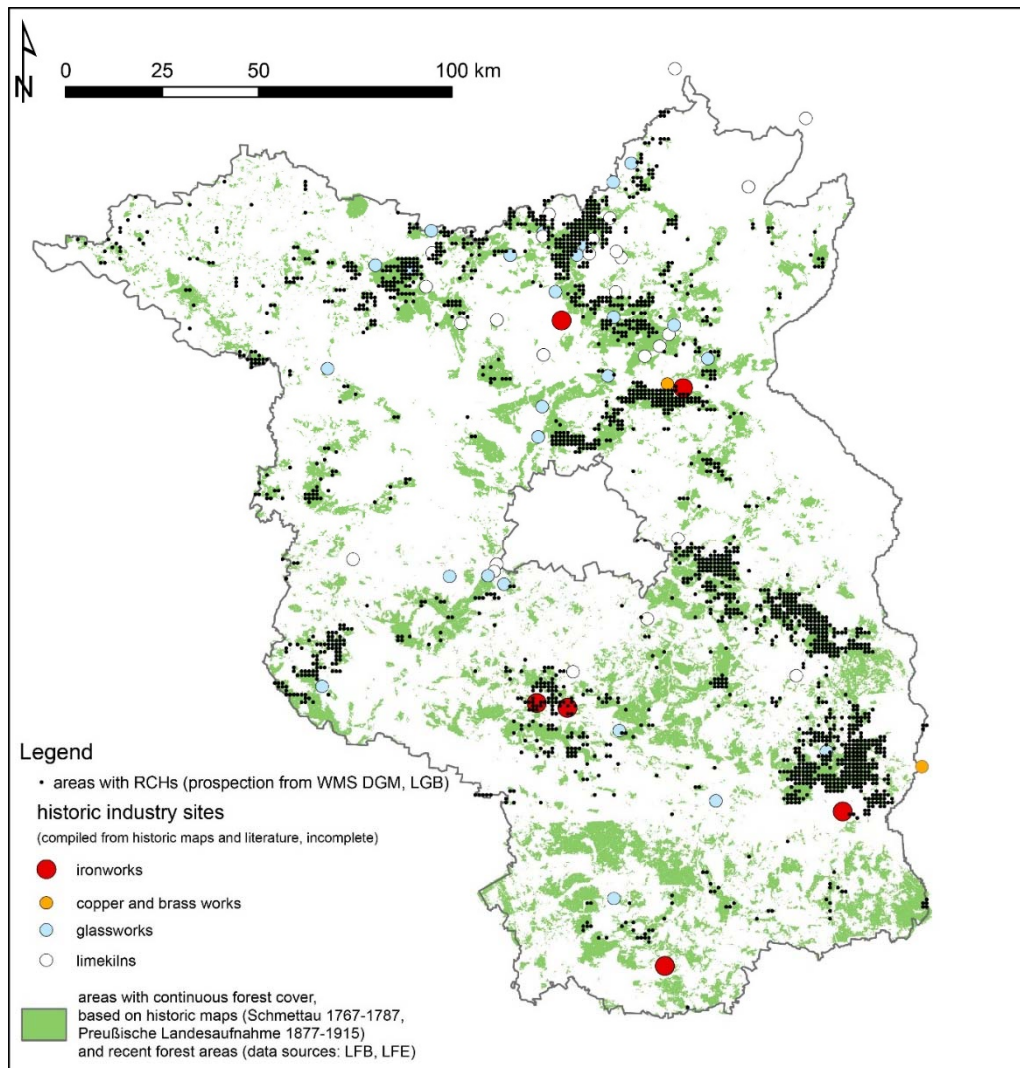 0 25 50 100 km
N
Legend
areas with RCHs (prospection from WMS DGM, LGB)
historic industry sites
(compiled from historic maps and literature, incomplete)
ironworks
copper and brass works
glassworks
limekilns
areas with continuous forest cover,
based on historic maps (Schmettau 1767-1787,
Preußische Landesaufnahme 1877-1915)
and recent forest areas (data sources: LFB, LFE)